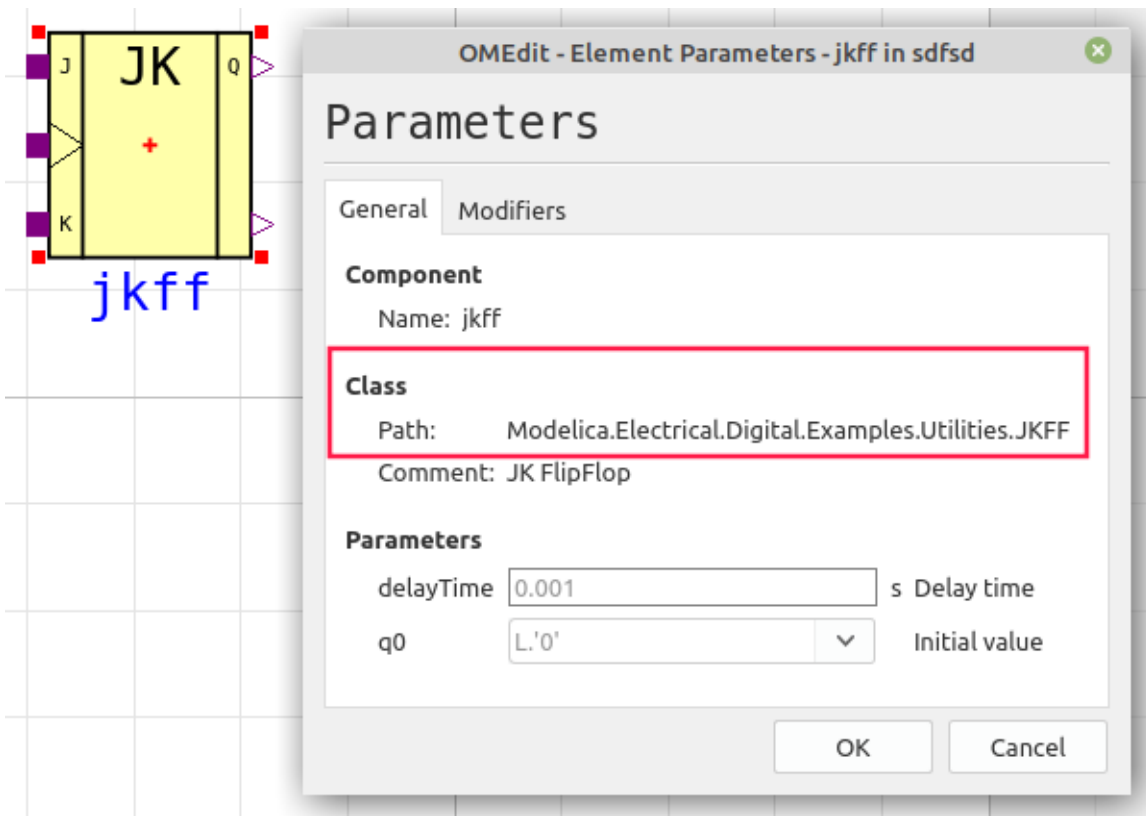 JK
J
Q
K
jkff
OMEdit - Element Parameters - jkff in sdfsd
Parameters
General Modifiers
Component
Name: jkff
Class
Path: Modelica.Electrical.Digital.Examples.Utilities.JKFF
Comment: JK FlipFlop
Parameters
delayTime 0.001 s Delay time
q0 L.'0' Initial value
OK Cancel